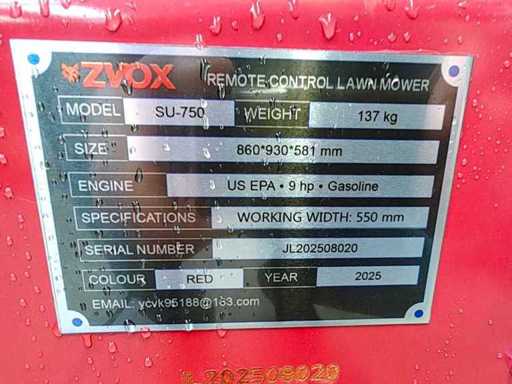 ZVOX REMOTE CONTROL LAWN MOWER
MODEL SU-750 WEIGHT 137 kg
SIZE 860*930*581 mm
ENGINE US EPA • 9 hp • Gasoline
SPECIFICATIONS WORKING WIDTH: 550 mm
SERIAL NUMBER JL202508020
COLOUR RED YEAR 2025
EMAIL: ycvk95188@163.com
202508020